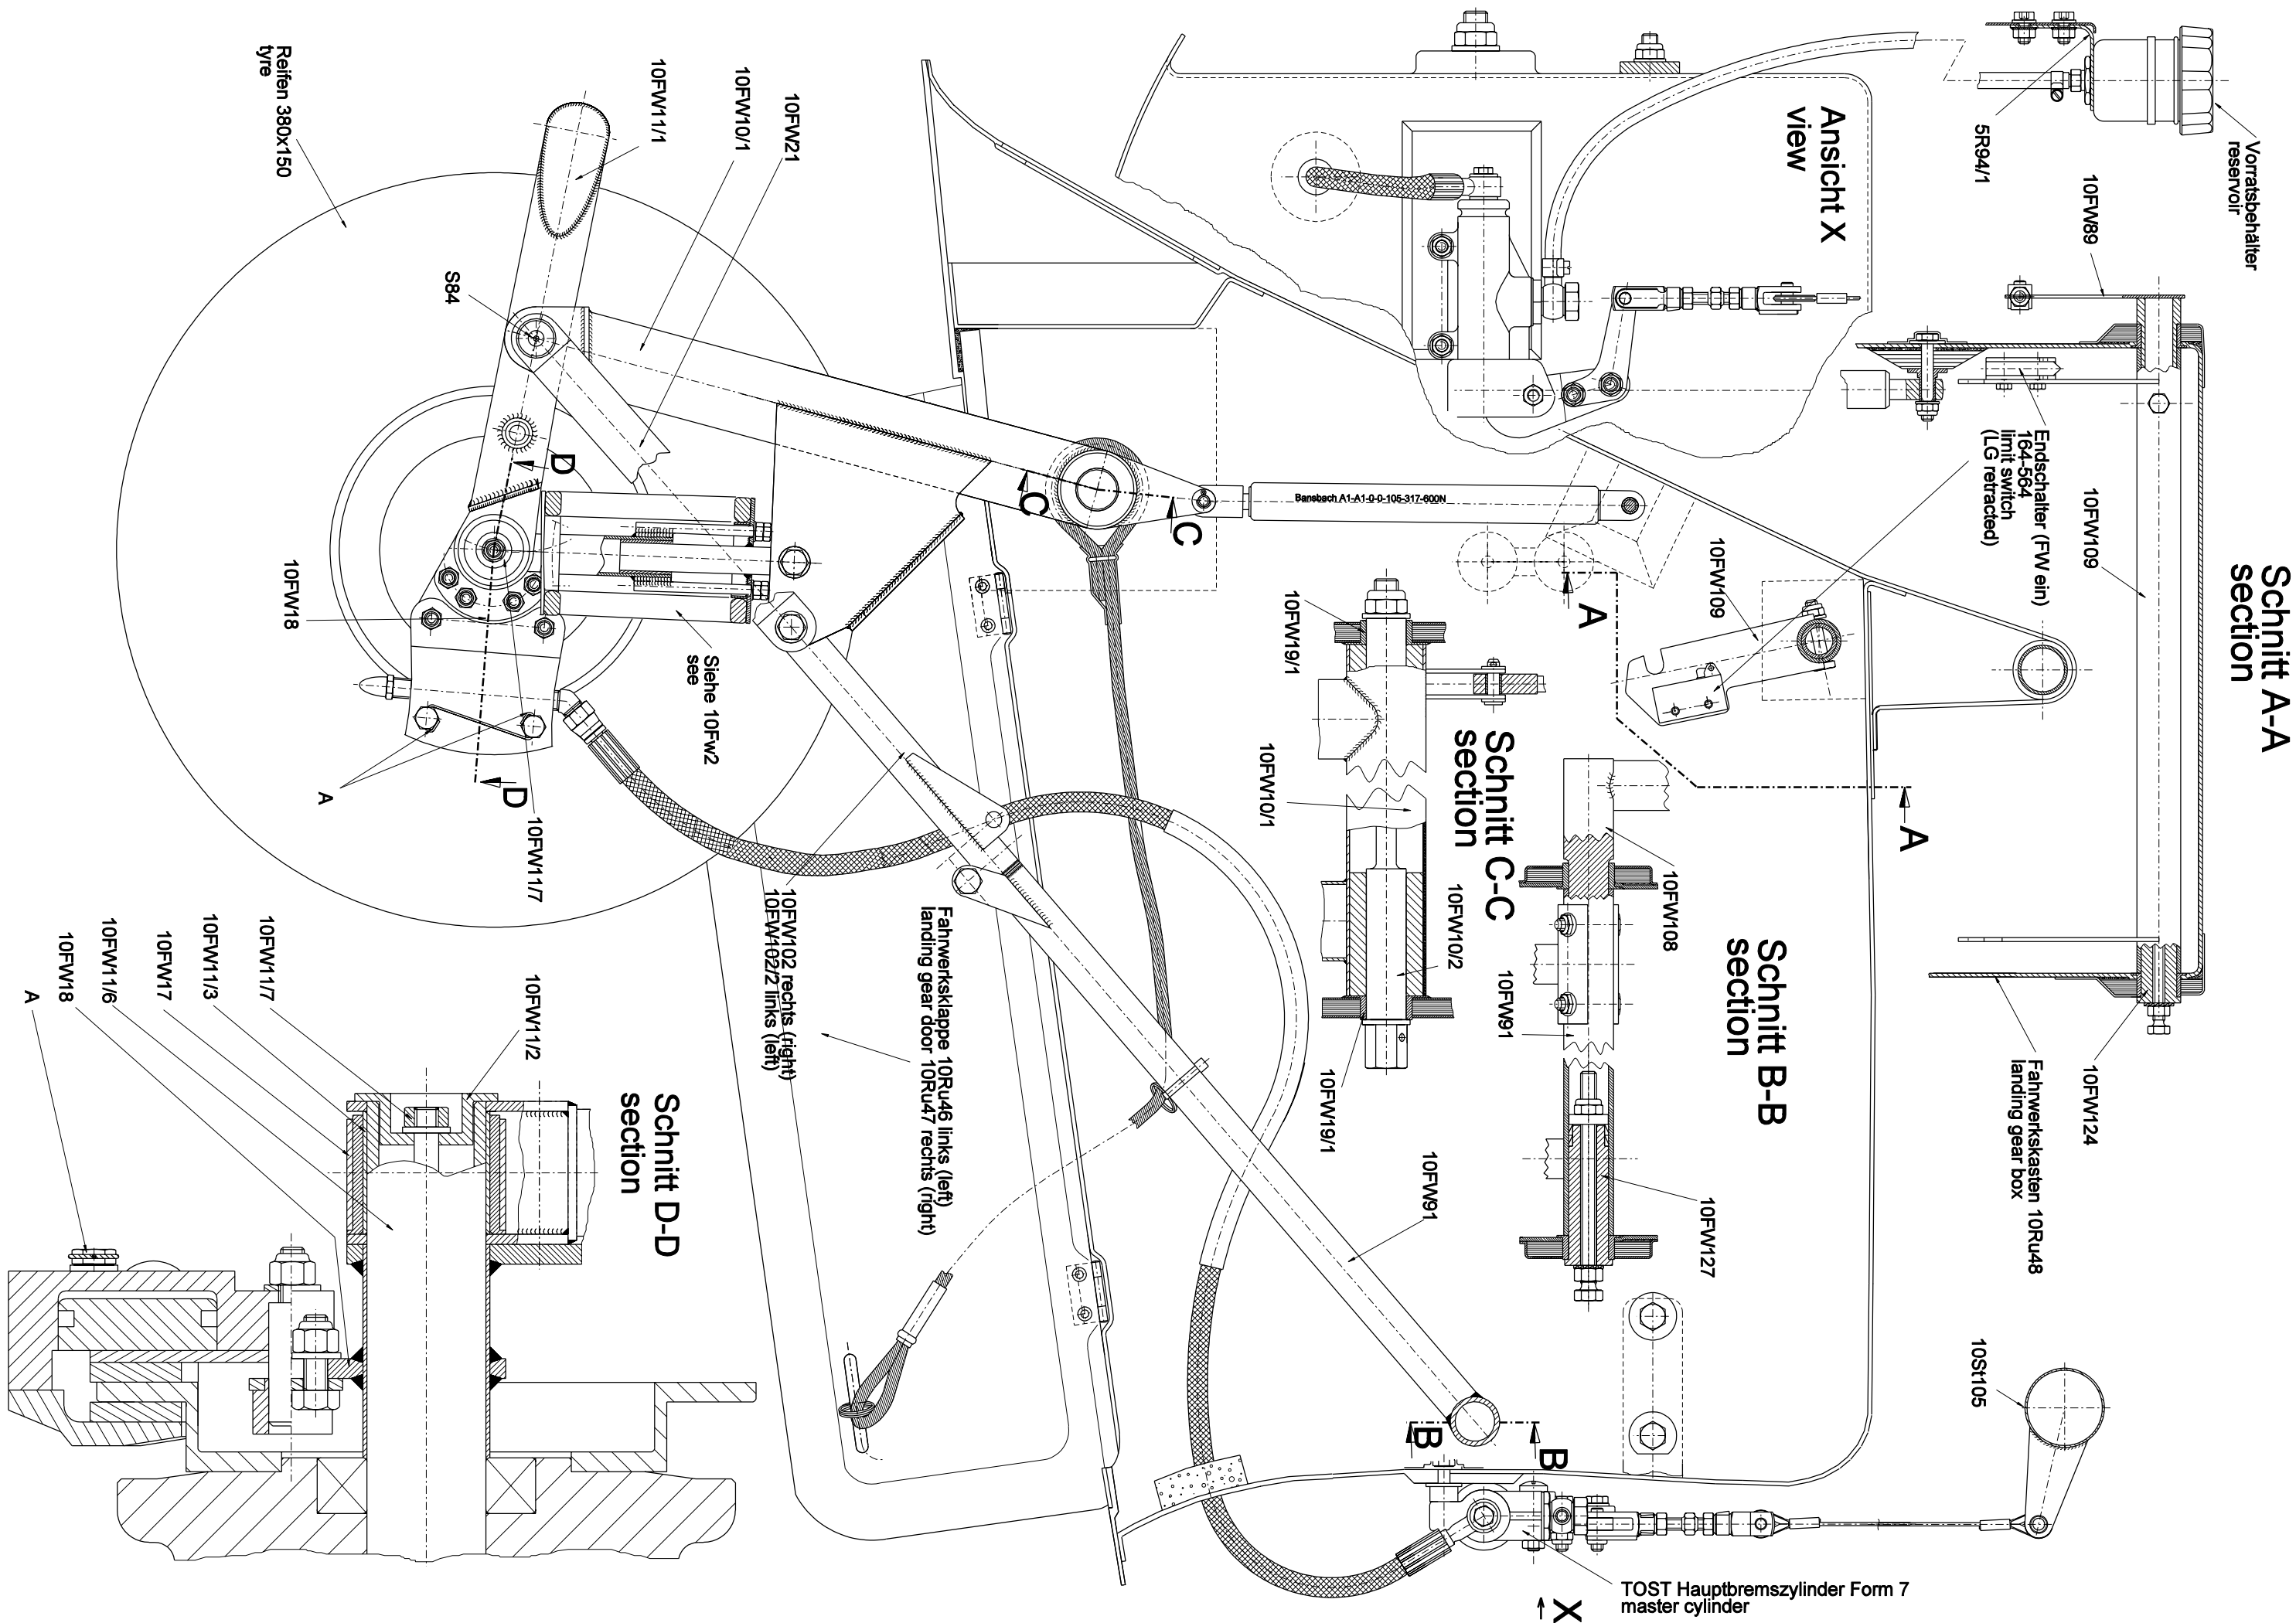 Schnitt A-A
section
Vorratsbehälter
reservoir
5R94/1
10FW89
Endschalter (FW ein)
164-564
limit switch
(LG retracted)
10FW109
10FW124
Fahrwerkskasten 10Ru48
landing gear box
Ansicht X
view
10FW109
A
A
Reifen 380x150
tyre
10FW11/1
10FW10/1
10FW21
S84
D
D
C
C
Bansbach A1-A1-0-0-105-317-600N
10FW18
Siehe 10Fw2
see
A
10FW11/7
10FW19/1
10FW10/1
Schnitt C-C
section
10FW10/2
10FW19/1
10FW108
Schnitt B-B
section
10FW91
10FW127
10FW102 rechts (right)
10FW102/2 links (left)
Fahrwerksklappe 10Ru46 links (left)
landing gear door 10Ru47 rechts (right)
10FW91
10St105
B
B
TOST Hauptbremszylinder Form 7
master cylinder
X
Schnitt D-D
section
10FW11/2
10FW11/7
10FW11/3
10FW17
10FW11/6
10FW18
A